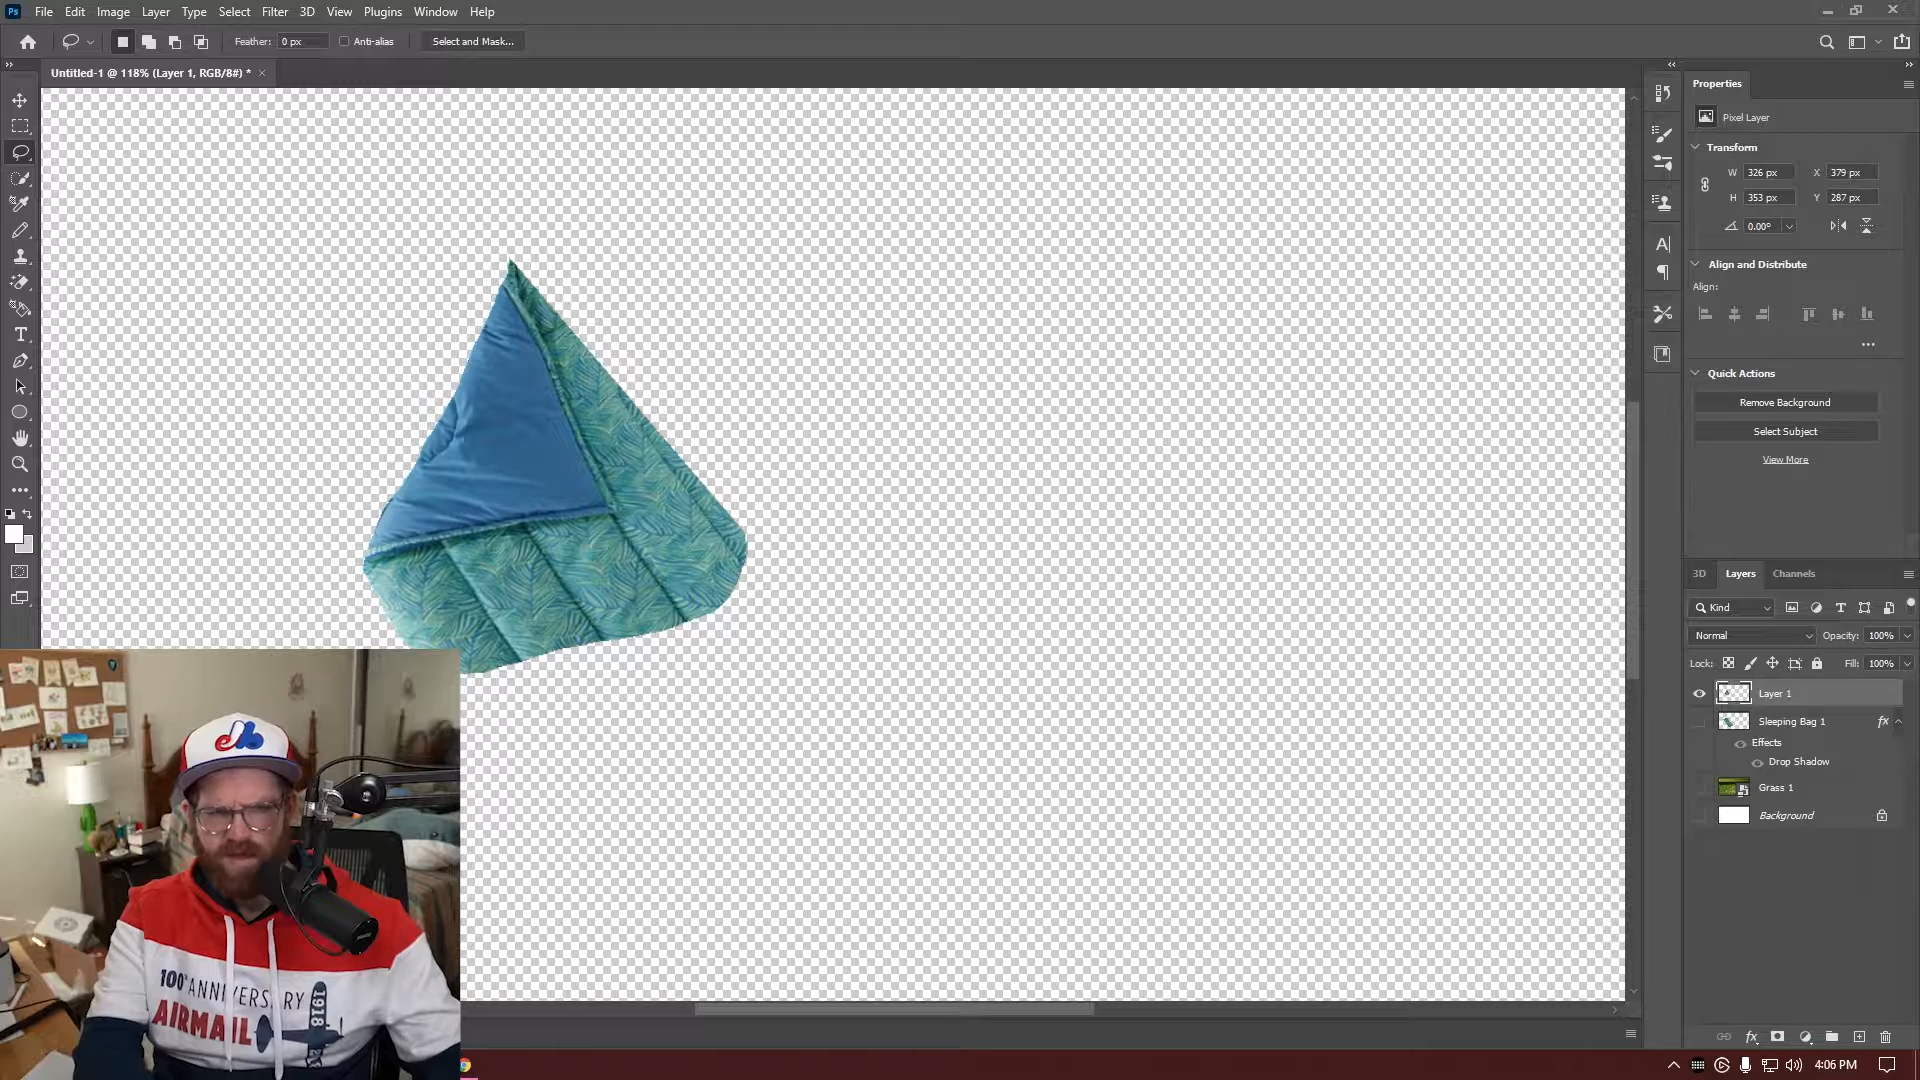 Ps File Edit Image Layer Type Select Filter 3D View Plugins Window Help
Feather: 0 px Anti-alias Select and Mask...
Untitled-1 @ 118% (Layer 1, RGB/8#) * ×
Properties
Pixel Layer
Transform
W 326 px X 379 px
H 353 px Y 287 px
0.00°
Align and Distribute
Align:
Quick Actions
Remove Background
Select Subject
View More
3D Layers Channels
Kind
Normal Opacity: 100%
Lock: Fill: 100%
Layer 1
Sleeping Bag 1 fx
Effects
Drop Shadow
Grass 1
Background
eb
100th ANNIVERSARY
AIRMAIL
1918
fx
4:06 PM